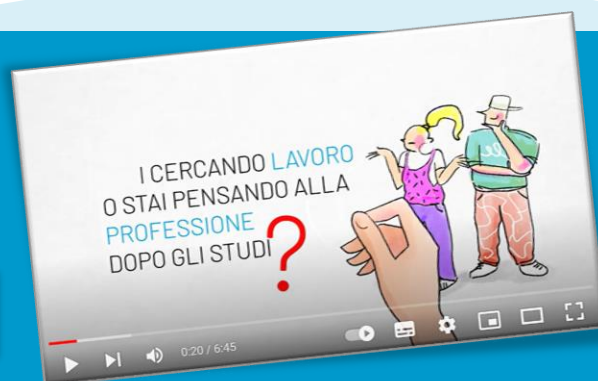 I CERCANDO LAVORO
O STAI PENSANDO ALLA
PROFESSIONE
DOPO GLI STUDI?
0:20 / 6:45